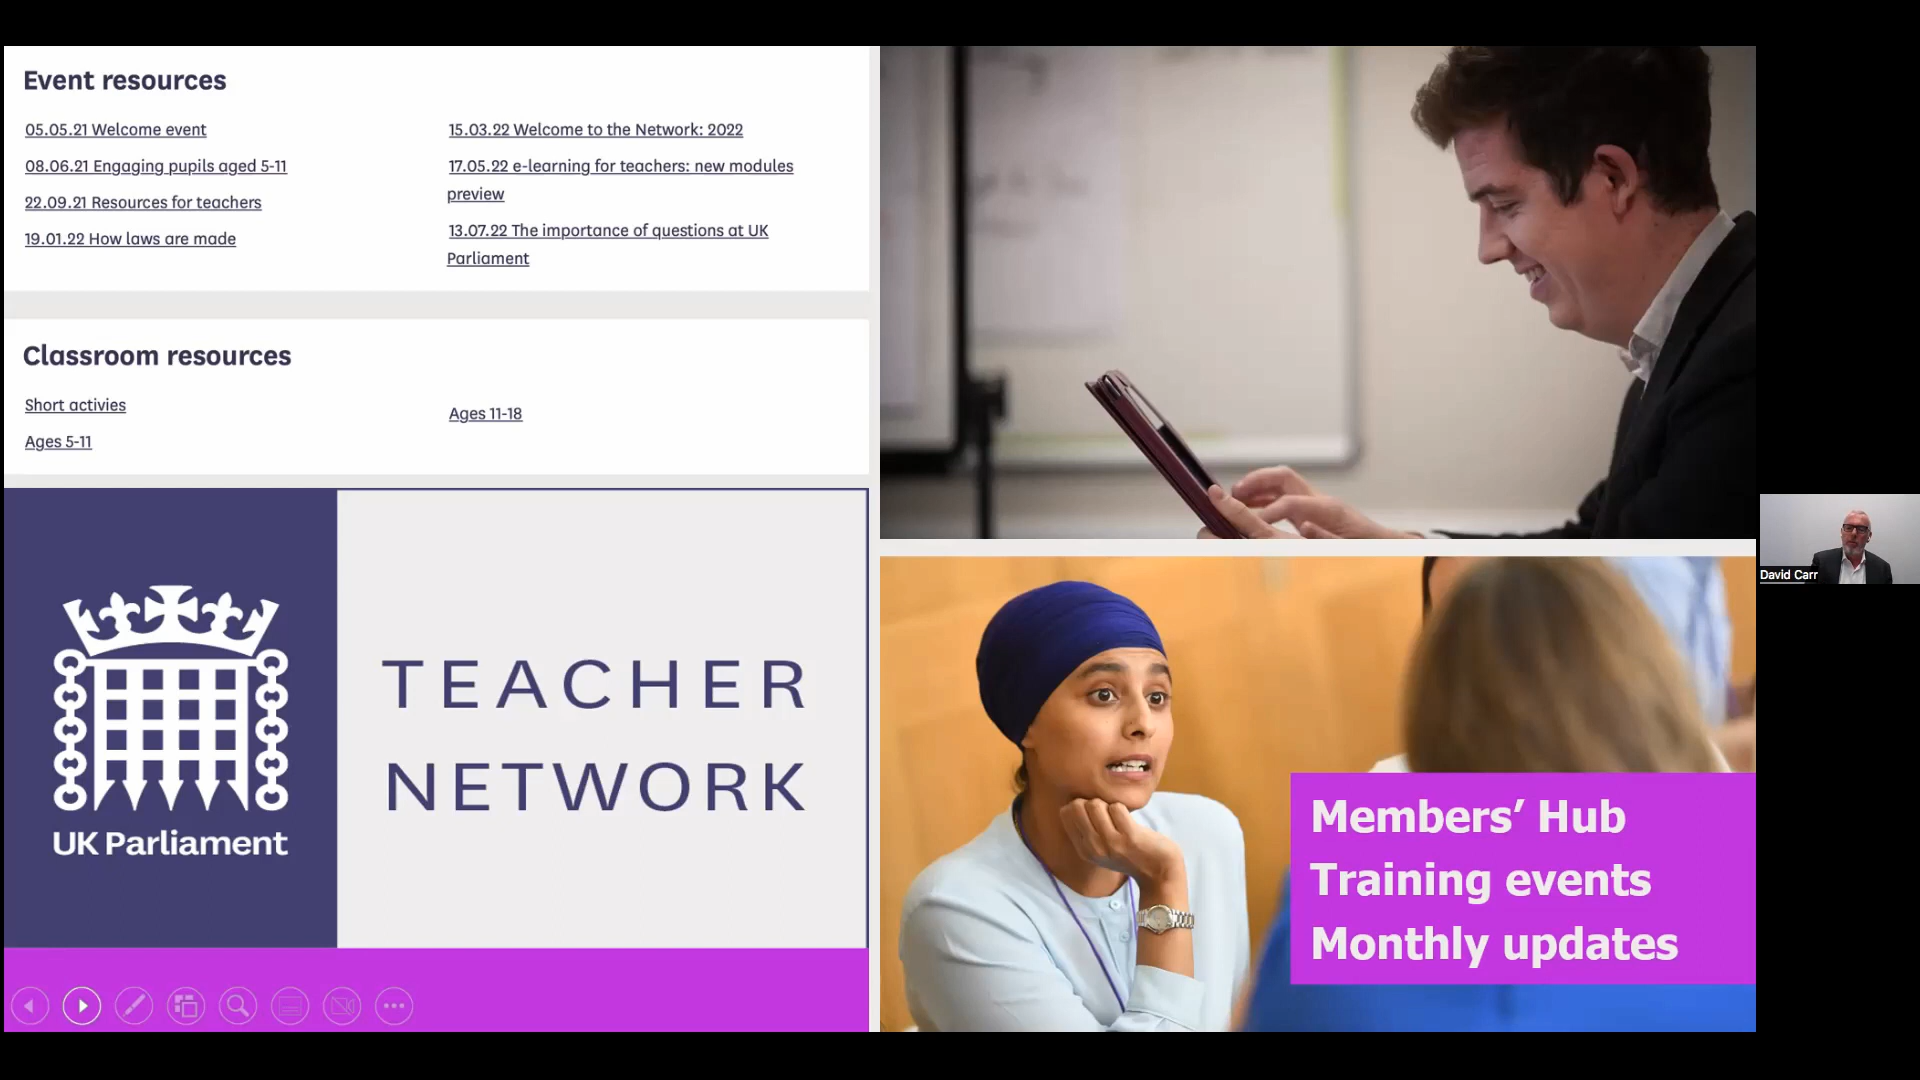 Event resources
05.05.21 Welcome event
08.06.21 Engaging pupils aged 5-11
22.09.21 Resources for teachers
19.01.22 How laws are made
15.03.22 Welcome to the Network: 2022
17.05.22 e-learning for teachers: new modules
preview
13.07.22 The importance of questions at UK
Parliament
Classroom resources
Short activies
Ages 5-11
Ages 11-18
UK Parliament
TEACHER
NETWORK
Members’ Hub
Training events
Monthly updates
David Carr